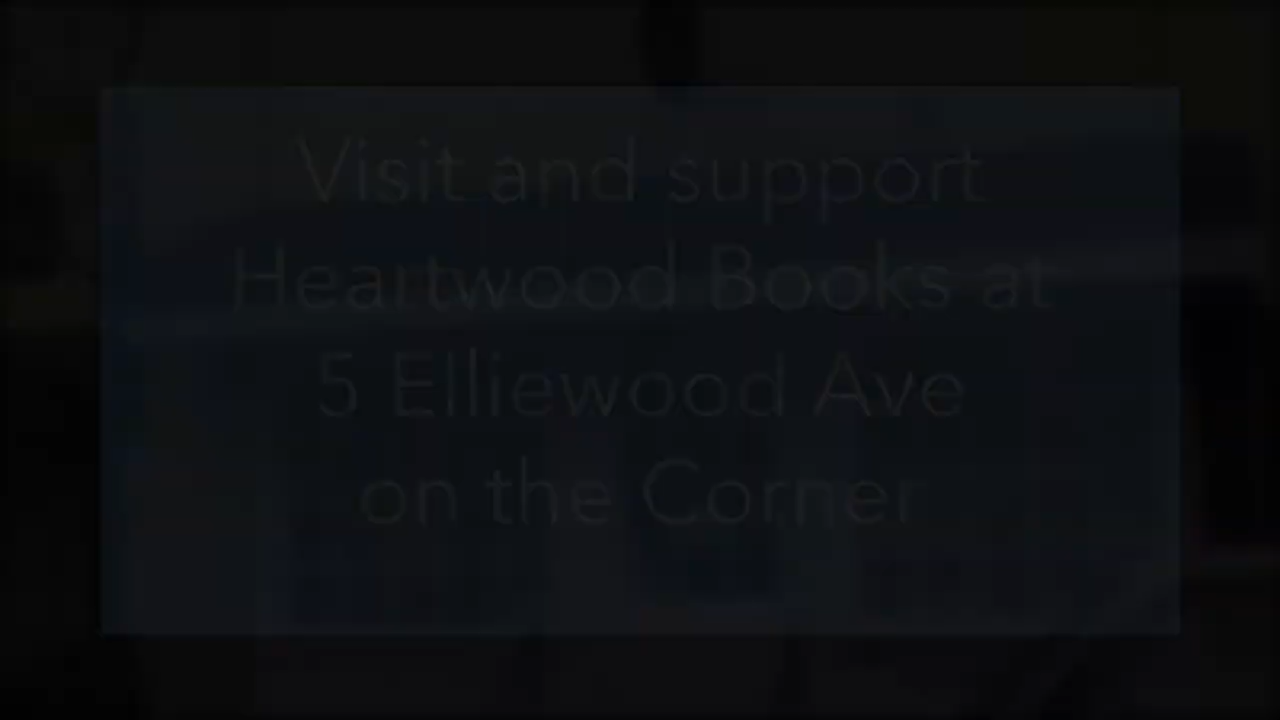 Visit and support
Heartwood Books at
5 Elliewood Ave
on the Corner